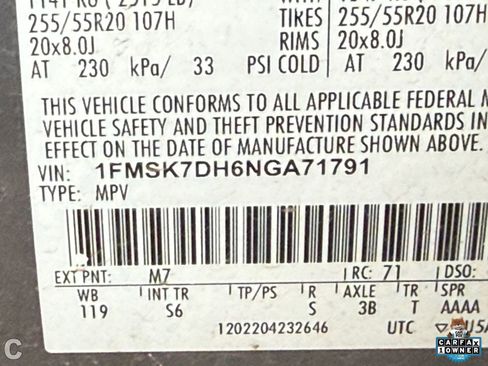 255/55R20 107H TIRES 255/55R20 107H
20x8.0J RIMS 20x8.0J
AT 230 kPa/ 33 PSI COLD AT 230 kPa/
THIS VEHICLE CONFORMS TO ALL APPLICABLE FEDERAL M
VEHICLE SAFETY AND THEFT PREVENTION STANDARDS
EFFECT ON THE DATE OF MANUFACTURE SHOWN ABOVE.
VIN: 1FMSK7DH6NGA71791
TYPE: MPV
EXT PNT: M7 RC: 71 DSO:
WB INT TR TP/PS R AXLE TR SPR
119 S6 S 3B T AAAA
1202204232646 UTC
C
CARFAX
1 OWNER